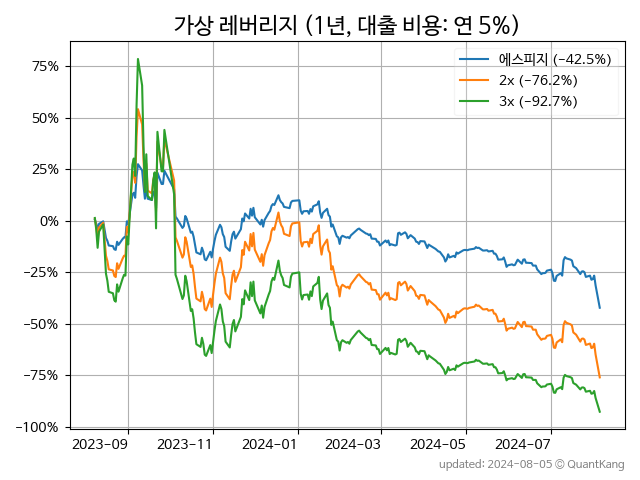 가상 레버리지 (1년, 대출 비용: 연 5%)
에스피지 (−42.5%)
2x (−76.2%)
3x (−92.7%)
75%
50%
25%
0%
−25%
−50%
−75%
−100%
2023-09 2023-11 2024-01 2024-03 2024-05 2024-07
updated: 2024-08-05 © QuantKang